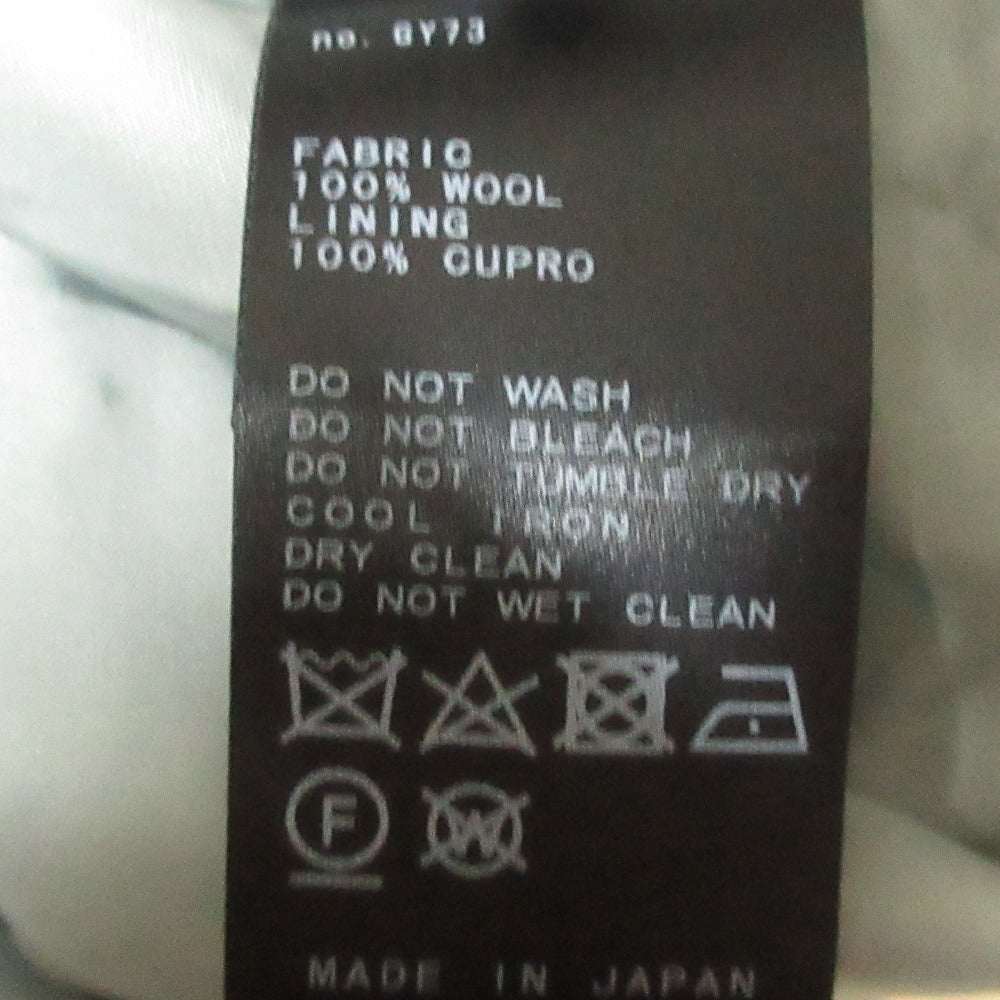 no. 6Y73
FABRIC
100% WOOL
LINING
100% CUPRO
DO NOT WASH
DO NOT BLEACH
DO NOT TUMBLE DRY
COOL IRON
DRY CLEAN
DO NOT WET CLEAN
F W
MADE IN JAPAN